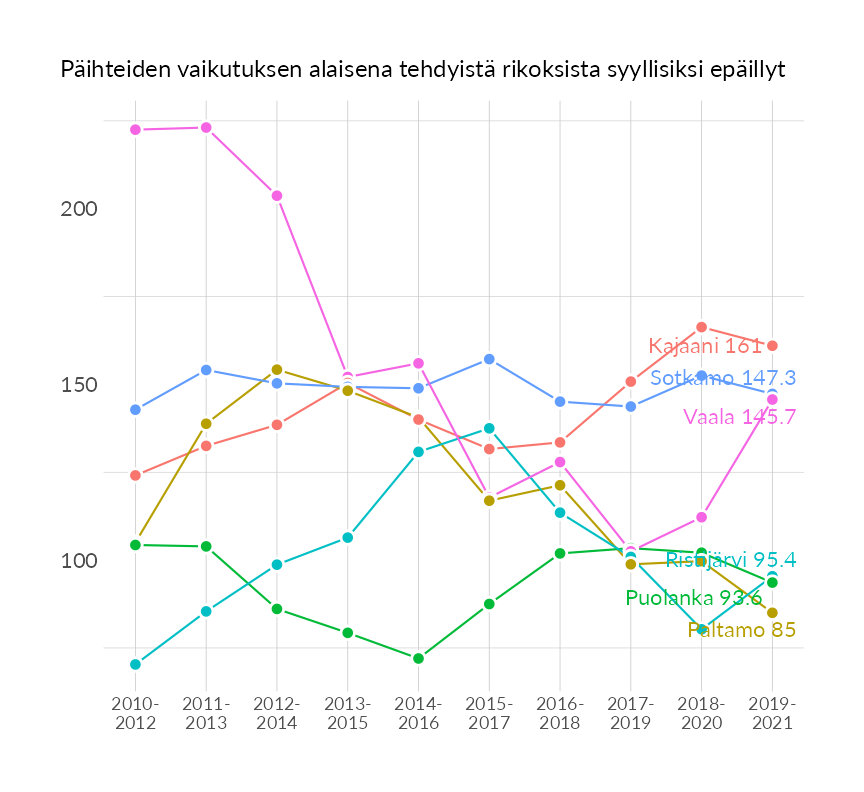 Päihteiden vaikutuksen alaisena tehdyistä rikoksista syyllisiksi epäillyt
200
150
100
Kajaani 161
Sotkamo 147.3
Vaala 145.7
Ristijärvi 95.4
Puolanka 93.6
Paltamo 85
2010- 2011- 2012- 2013- 2014- 2015- 2016- 2017- 2018- 2019-
2012 2013 2014 2015 2016 2017 2018 2019 2020 2021